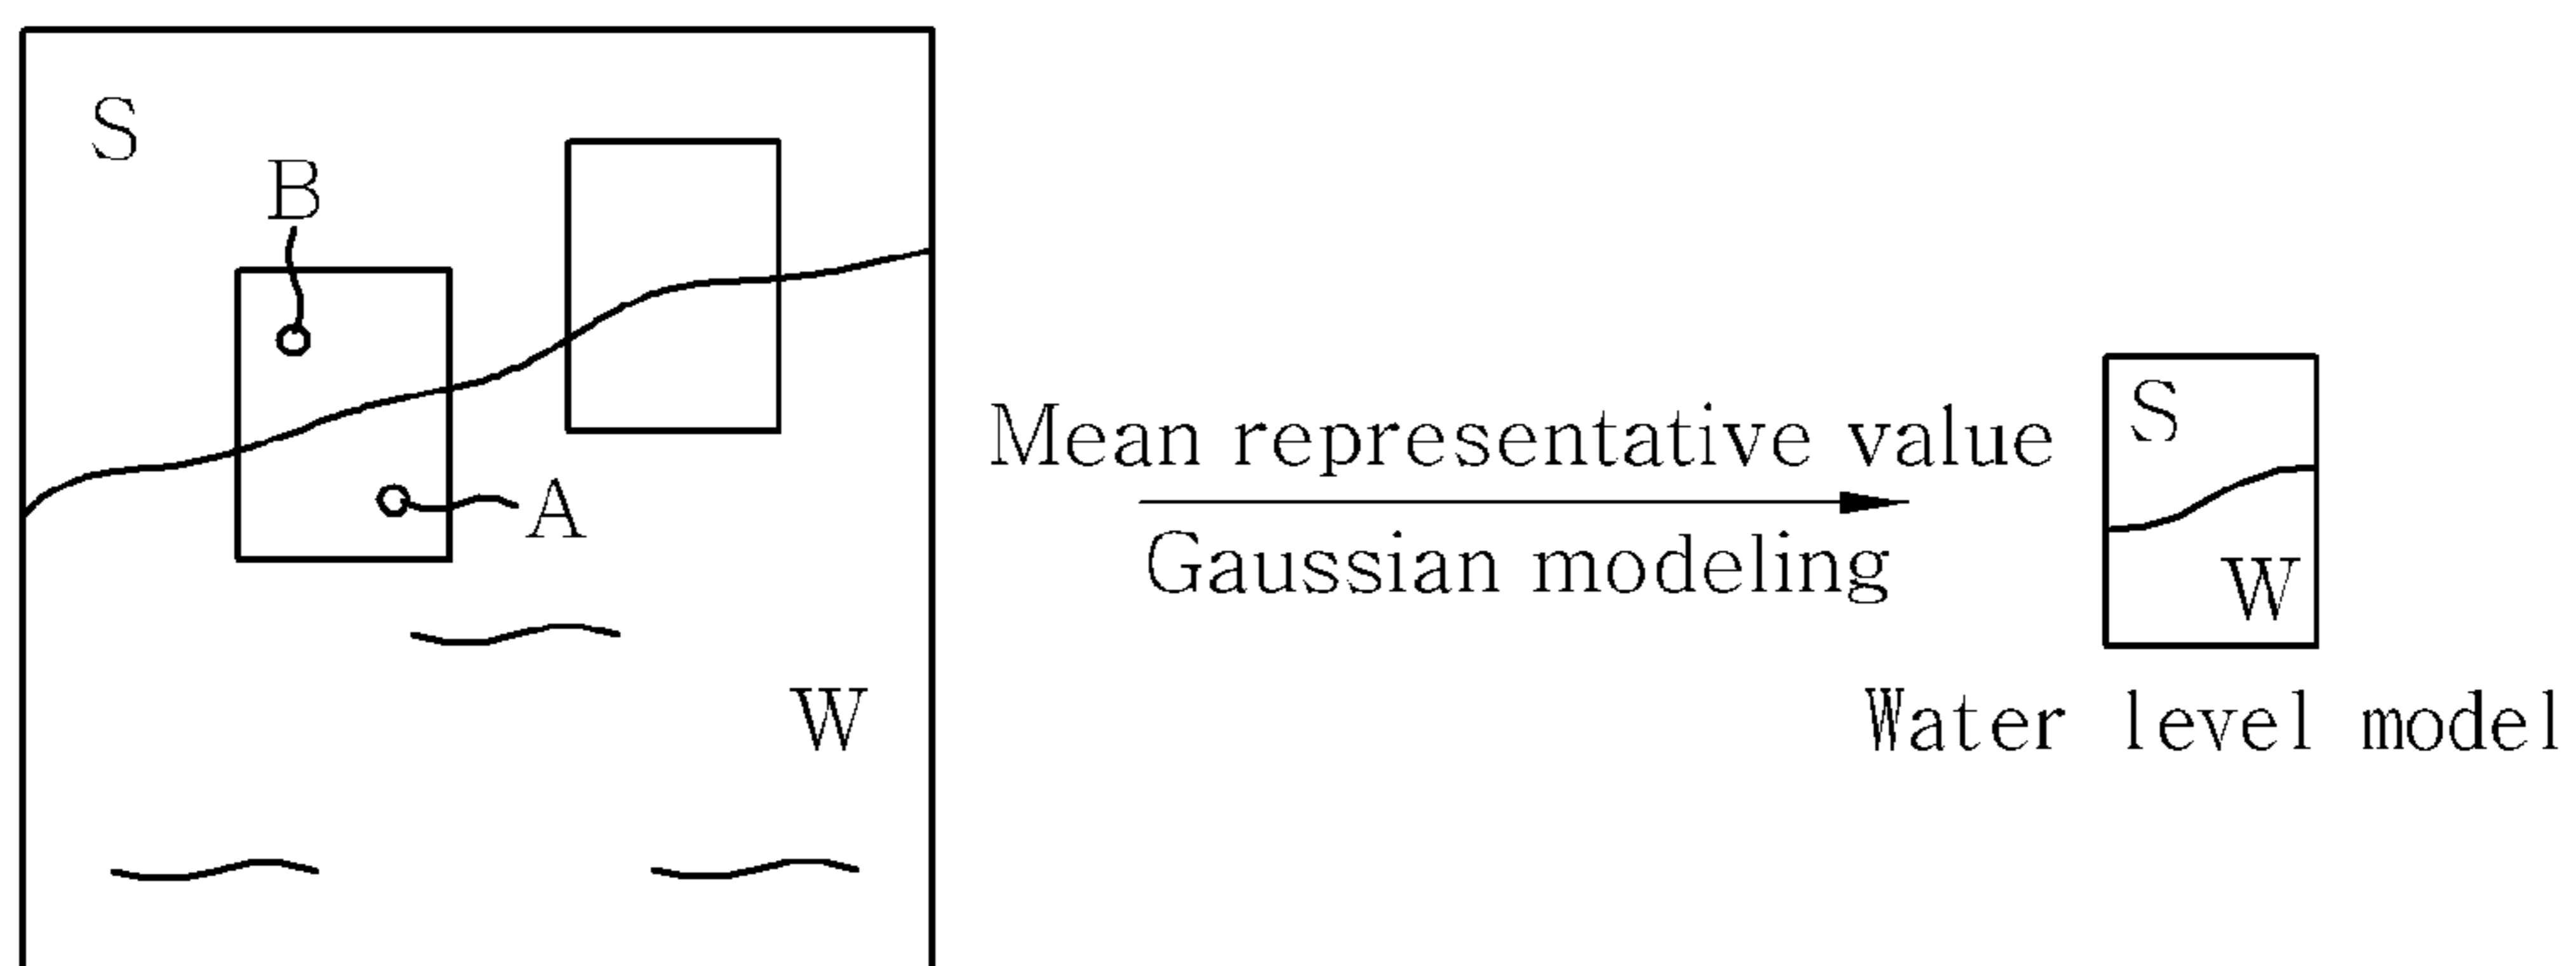 S
B
A
W
Mean representative value
Gaussian modeling
S
W
Water level model